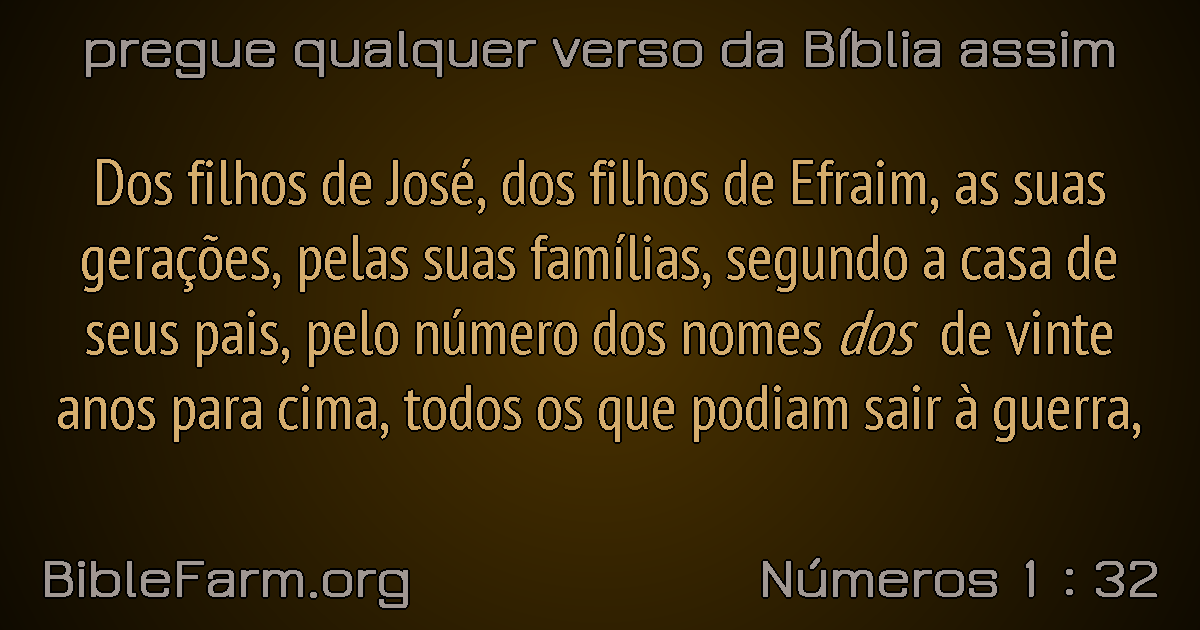 pregue qualquer verso da Bíblia assim
Dos filhos de José, dos filhos de Efraim, as suas
gerações, pelas suas famílias, segundo a casa de
seus pais, pelo número dos nomes dos de vinte
anos para cima, todos os que podiam sair à guerra,
BibleFarm.org
Números 1 : 32